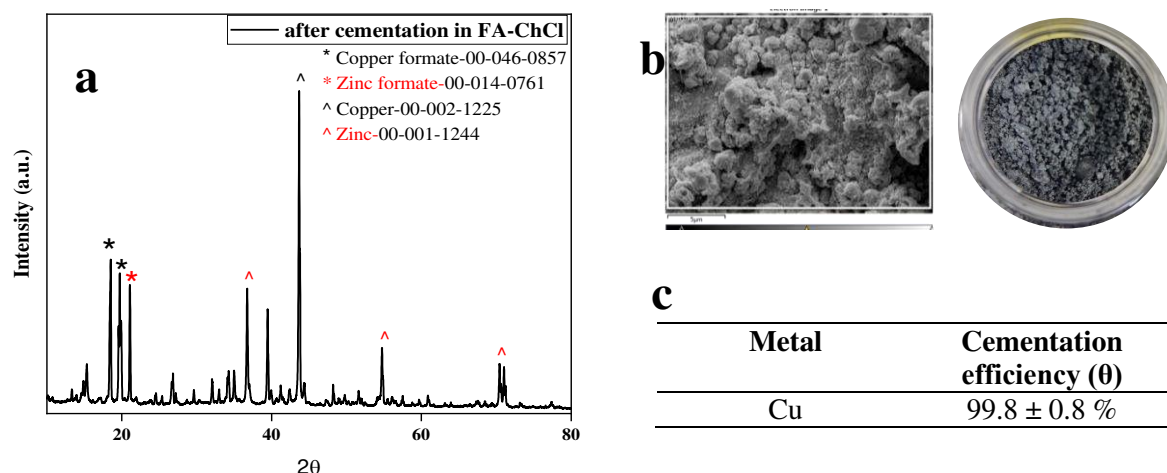 a
after cementation in FA-ChCl
* Copper formate-00-046-0857
* Zinc formate-00-014-0761
^ Copper-00-002-1225
^ Zinc-00-001-1244
^
* * *
^
^
^
Intensity (a.u.)
20 40 60 80
2θ
b
5µm
c
Metal Cementation efficiency (θ)
Cu 99.8 ± 0.8 %